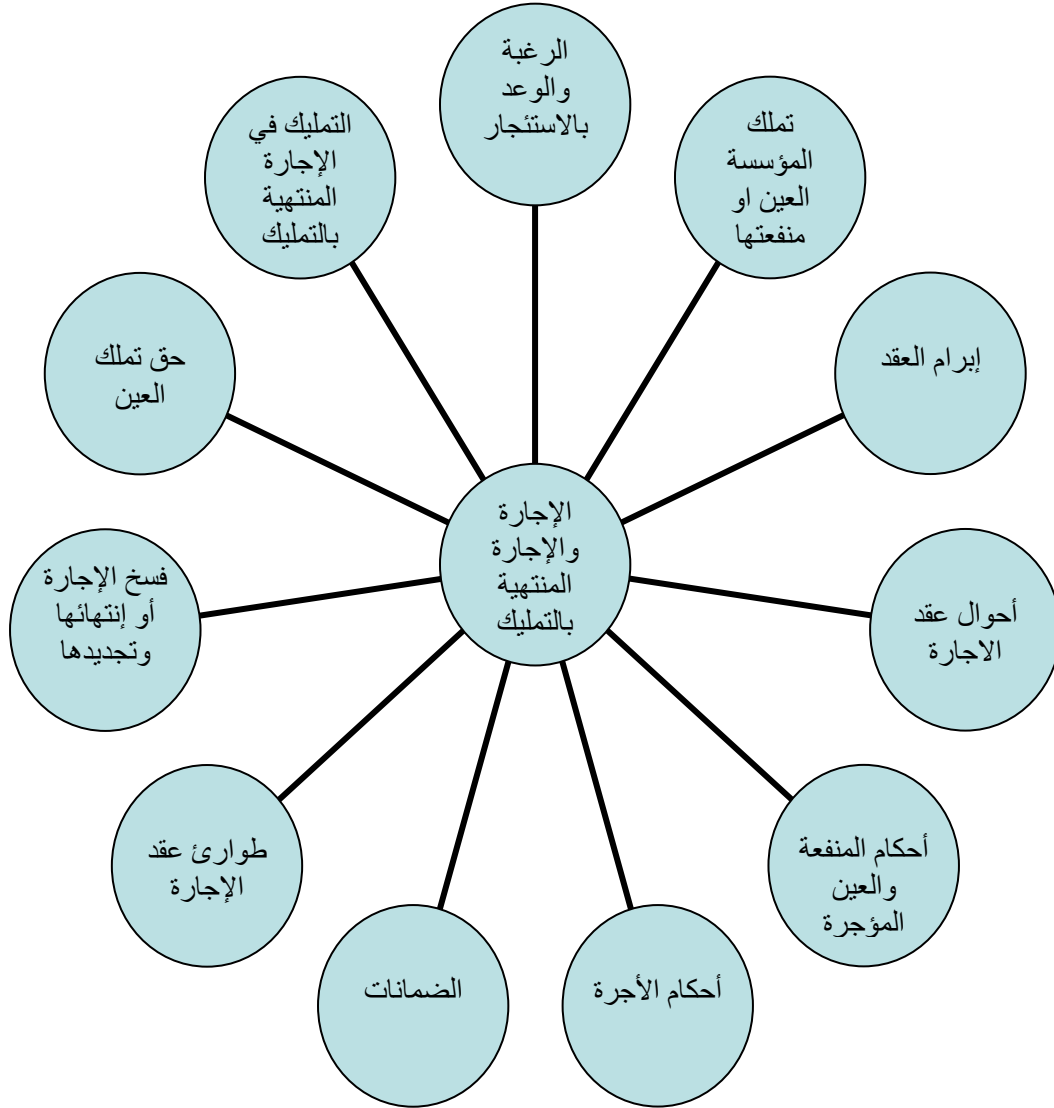 الرغبة
والوعد
بالاستئجار
تملك
المؤسسة
العين او
منفعتها
إبرام العقد
أحوال عقد
الاجارة
أحكام المنفعة
والعين
المؤجرة
أحكام الأجرة
الضمانات
طوارئ عقد
الإجارة
فسخ الإجارة
أو إنتهائها
وتجديدها
حق تملك
العين
التمليك في
الإجارة
المنتهية
بالتمليك
الإجارة
والإجارة
المنتهية
بالتمليك